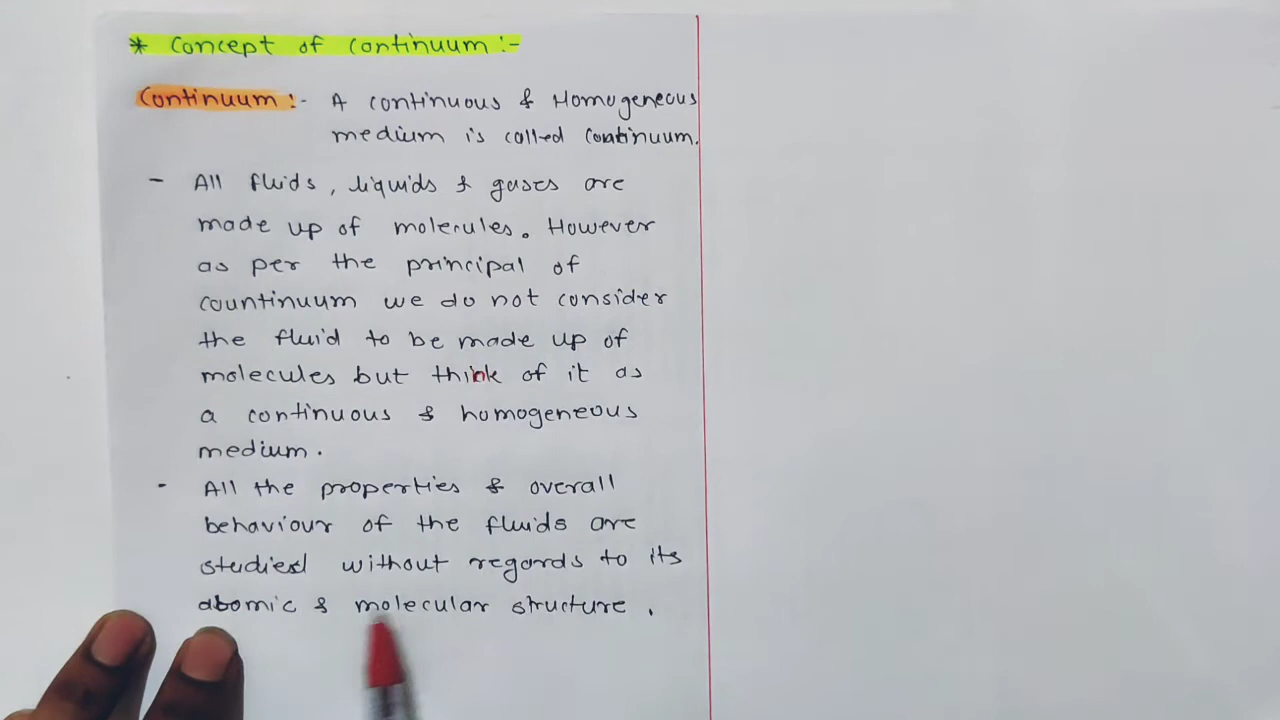 * Concept of Continuum :-
Continuum :- A continuous & Homogeneous
medium is called Continuum.
- All fluids, liquids & gases are
made up of molecules. However
as per the principal of
countinuum we do not consider
the fluid to be made up of
molecules but think of it as
a continuous & homogeneous
medium.
- All the properties & overall
behaviour of the fluids are
studied without regards to its
atomic & molecular structure.